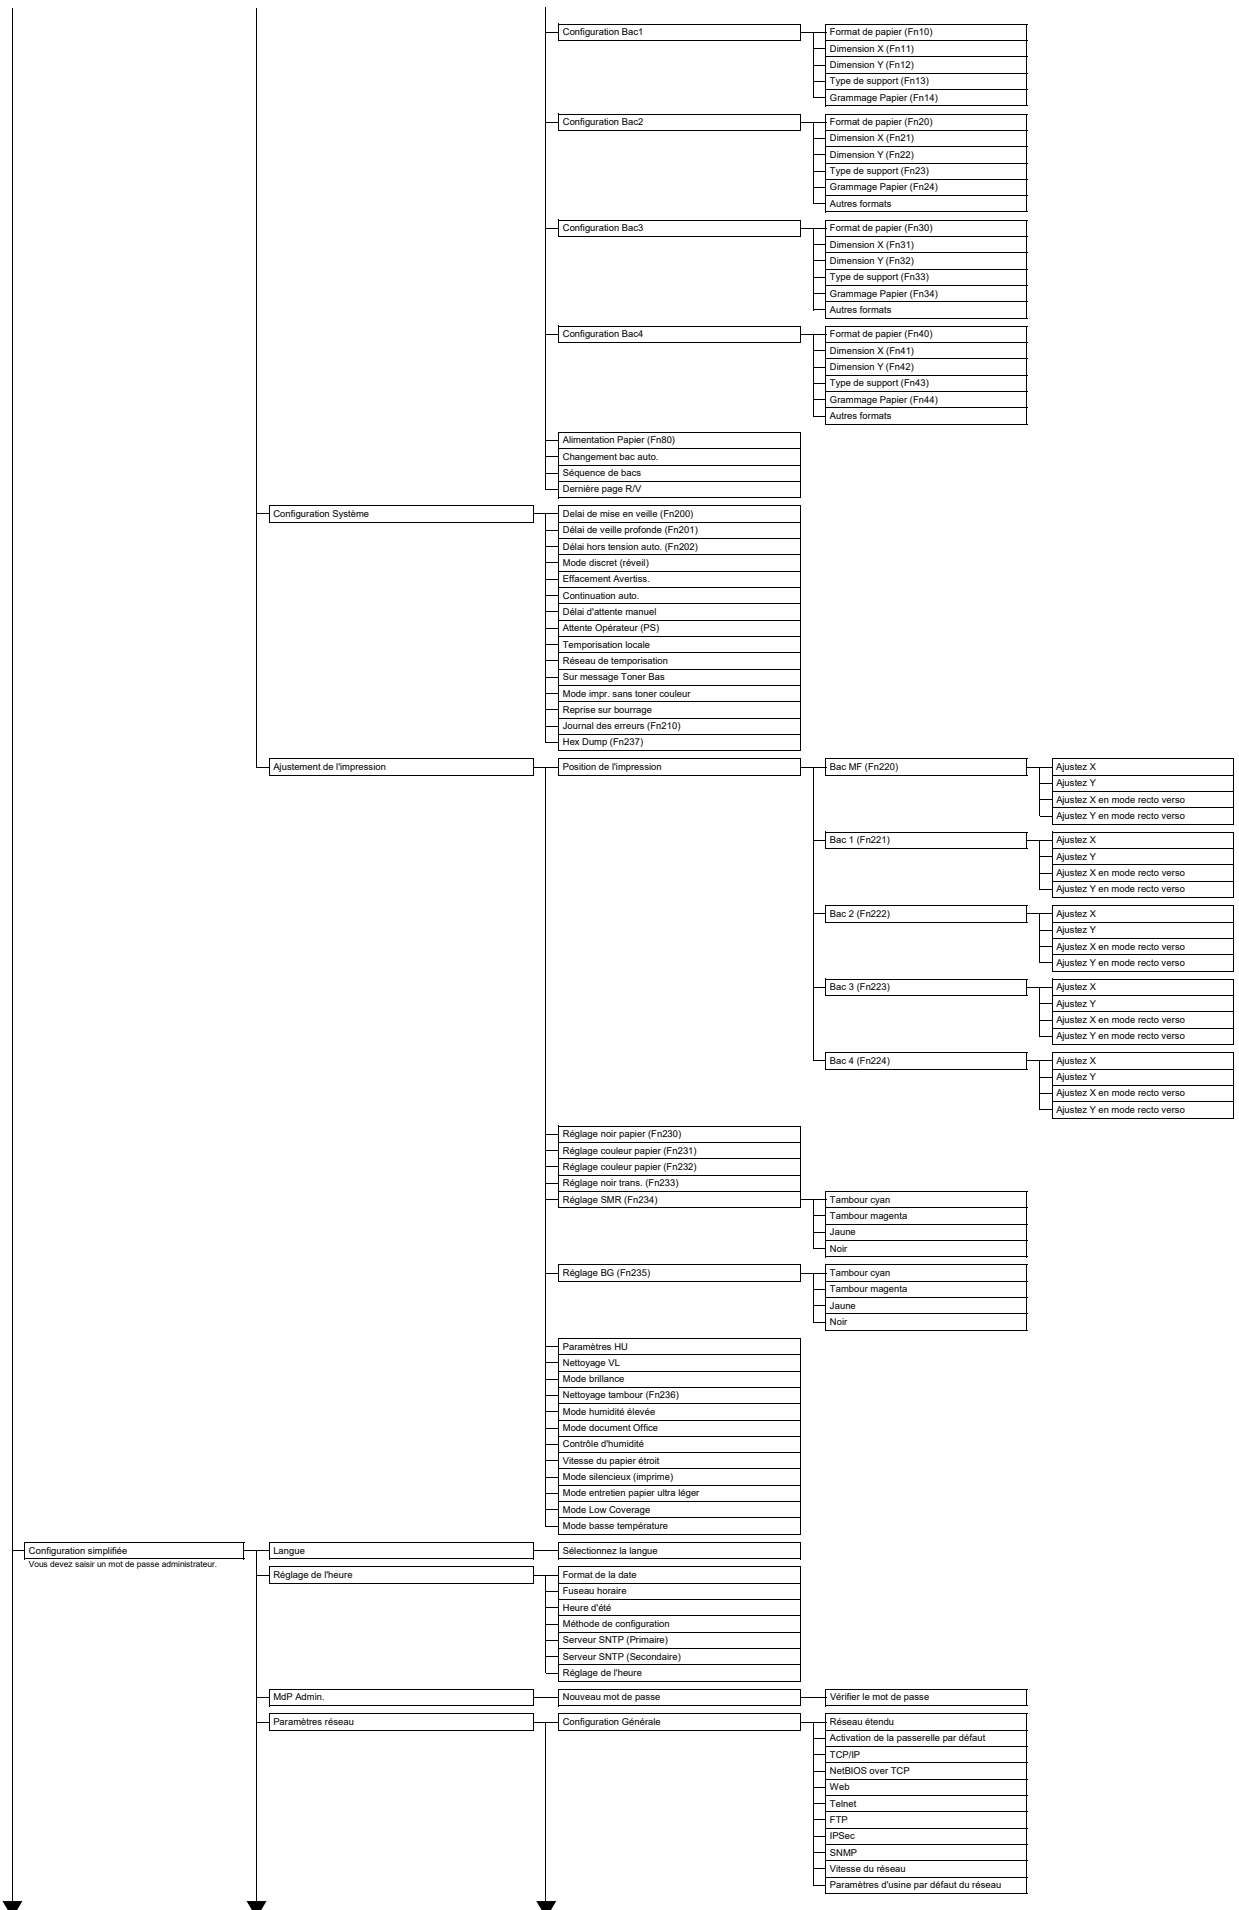 Configuration Bac1
Format de papier (Fn10)
Dimension X (Fn11)
Dimension Y (Fn12)
Type de support (Fn13)
Grammage Papier (Fn14)
Configuration Bac2
Format de papier (Fn20)
Dimension X (Fn21)
Dimension Y (Fn22)
Type de support (Fn23)
Grammage Papier (Fn24)
Autres formats
Configuration Bac3
Format de papier (Fn30)
Dimension X (Fn31)
Dimension Y (Fn32)
Type de support (Fn33)
Grammage Papier (Fn34)
Autres formats
Configuration Bac4
Format de papier (Fn40)
Dimension X (Fn41)
Dimension Y (Fn42)
Type de support (Fn43)
Grammage Papier (Fn44)
Autres formats
Alimentation Papier (Fn80)
Changement bac auto.
Séquence de bacs
Dernière page R/V
Configuration Système
Delai de mise en veille (Fn200)
Délai de veille profonde (Fn201)
Délai hors tension auto. (Fn202)
Mode discret (réveil)
Effacement Avertiss.
Continuation auto.
Délai d'attente manuel
Attente Opérateur (PS)
Temporisation locale
Réseau de temporisation
Sur message Toner Bas
Mode impr. sans toner couleur
Reprise sur bourrage
Journal des erreurs (Fn210)
Hex Dump (Fn237)
Ajustement de l'impression
Position de l'impression
Bac MF (Fn220)
Ajustez X
Ajustez Y
Ajustez X en mode recto verso
Ajustez Y en mode recto verso
Bac 1 (Fn221)
Ajustez X
Ajustez Y
Ajustez X en mode recto verso
Ajustez Y en mode recto verso
Bac 2 (Fn222)
Ajustez X
Ajustez Y
Ajustez X en mode recto verso
Ajustez Y en mode recto verso
Bac 3 (Fn223)
Ajustez X
Ajustez Y
Ajustez X en mode recto verso
Ajustez Y en mode recto verso
Bac 4 (Fn224)
Ajustez X
Ajustez Y
Ajustez X en mode recto verso
Ajustez Y en mode recto verso
Réglage noir papier (Fn230)
Réglage couleur papier (Fn231)
Réglage couleur papier (Fn232)
Réglage noir trans. (Fn233)
Réglage SMR (Fn234)
Tambour cyan
Tambour magenta
Jaune
Noir
Réglage BG (Fn235)
Tambour cyan
Tambour magenta
Jaune
Noir
Paramètres HU
Nettoyage VL
Mode brillance
Nettoyage tambour (Fn236)
Mode humidité élevée
Mode document Office
Contrôle d'humidité
Vitesse du papier étroit
Mode silencieux (imprime)
Mode entretien papier ultra léger
Mode Low Coverage
Mode basse température
Configuration simplifiée
Vous devez saisir un mot de passe administrateur.
Langue
Sélectionnez la langue
Réglage de l'heure
Format de la date
Fuseau horaire
Heure d'été
Méthode de configuration
Serveur SNTP (Primaire)
Serveur SNTP (Secondaire)
Réglage de l'heure
MdP Admin.
Nouveau mot de passe
Vérifier le mot de passe
Paramètres réseau
Configuration Générale
Réseau étendu
Activation de la passerelle par défaut
TCP/IP
NetBIOS over TCP
Web
Telnet
FTP
IPSec
SNMP
Vitesse du réseau
Paramètres d'usine par défaut du réseau